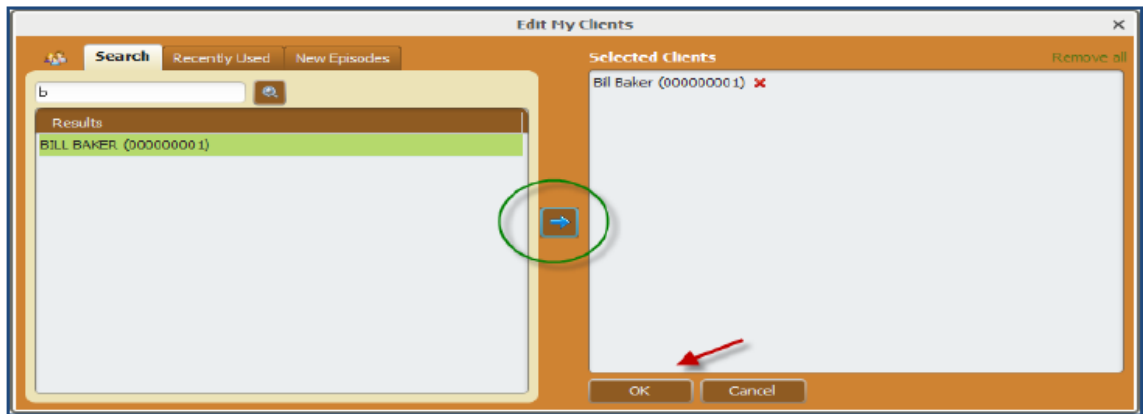 Edit My Clients
Search Recently Used New Episodes
b
Results
BILL BAKER (000000001)
Selected Clients Remove all
Bill Baker (000000001)
OK Cancel